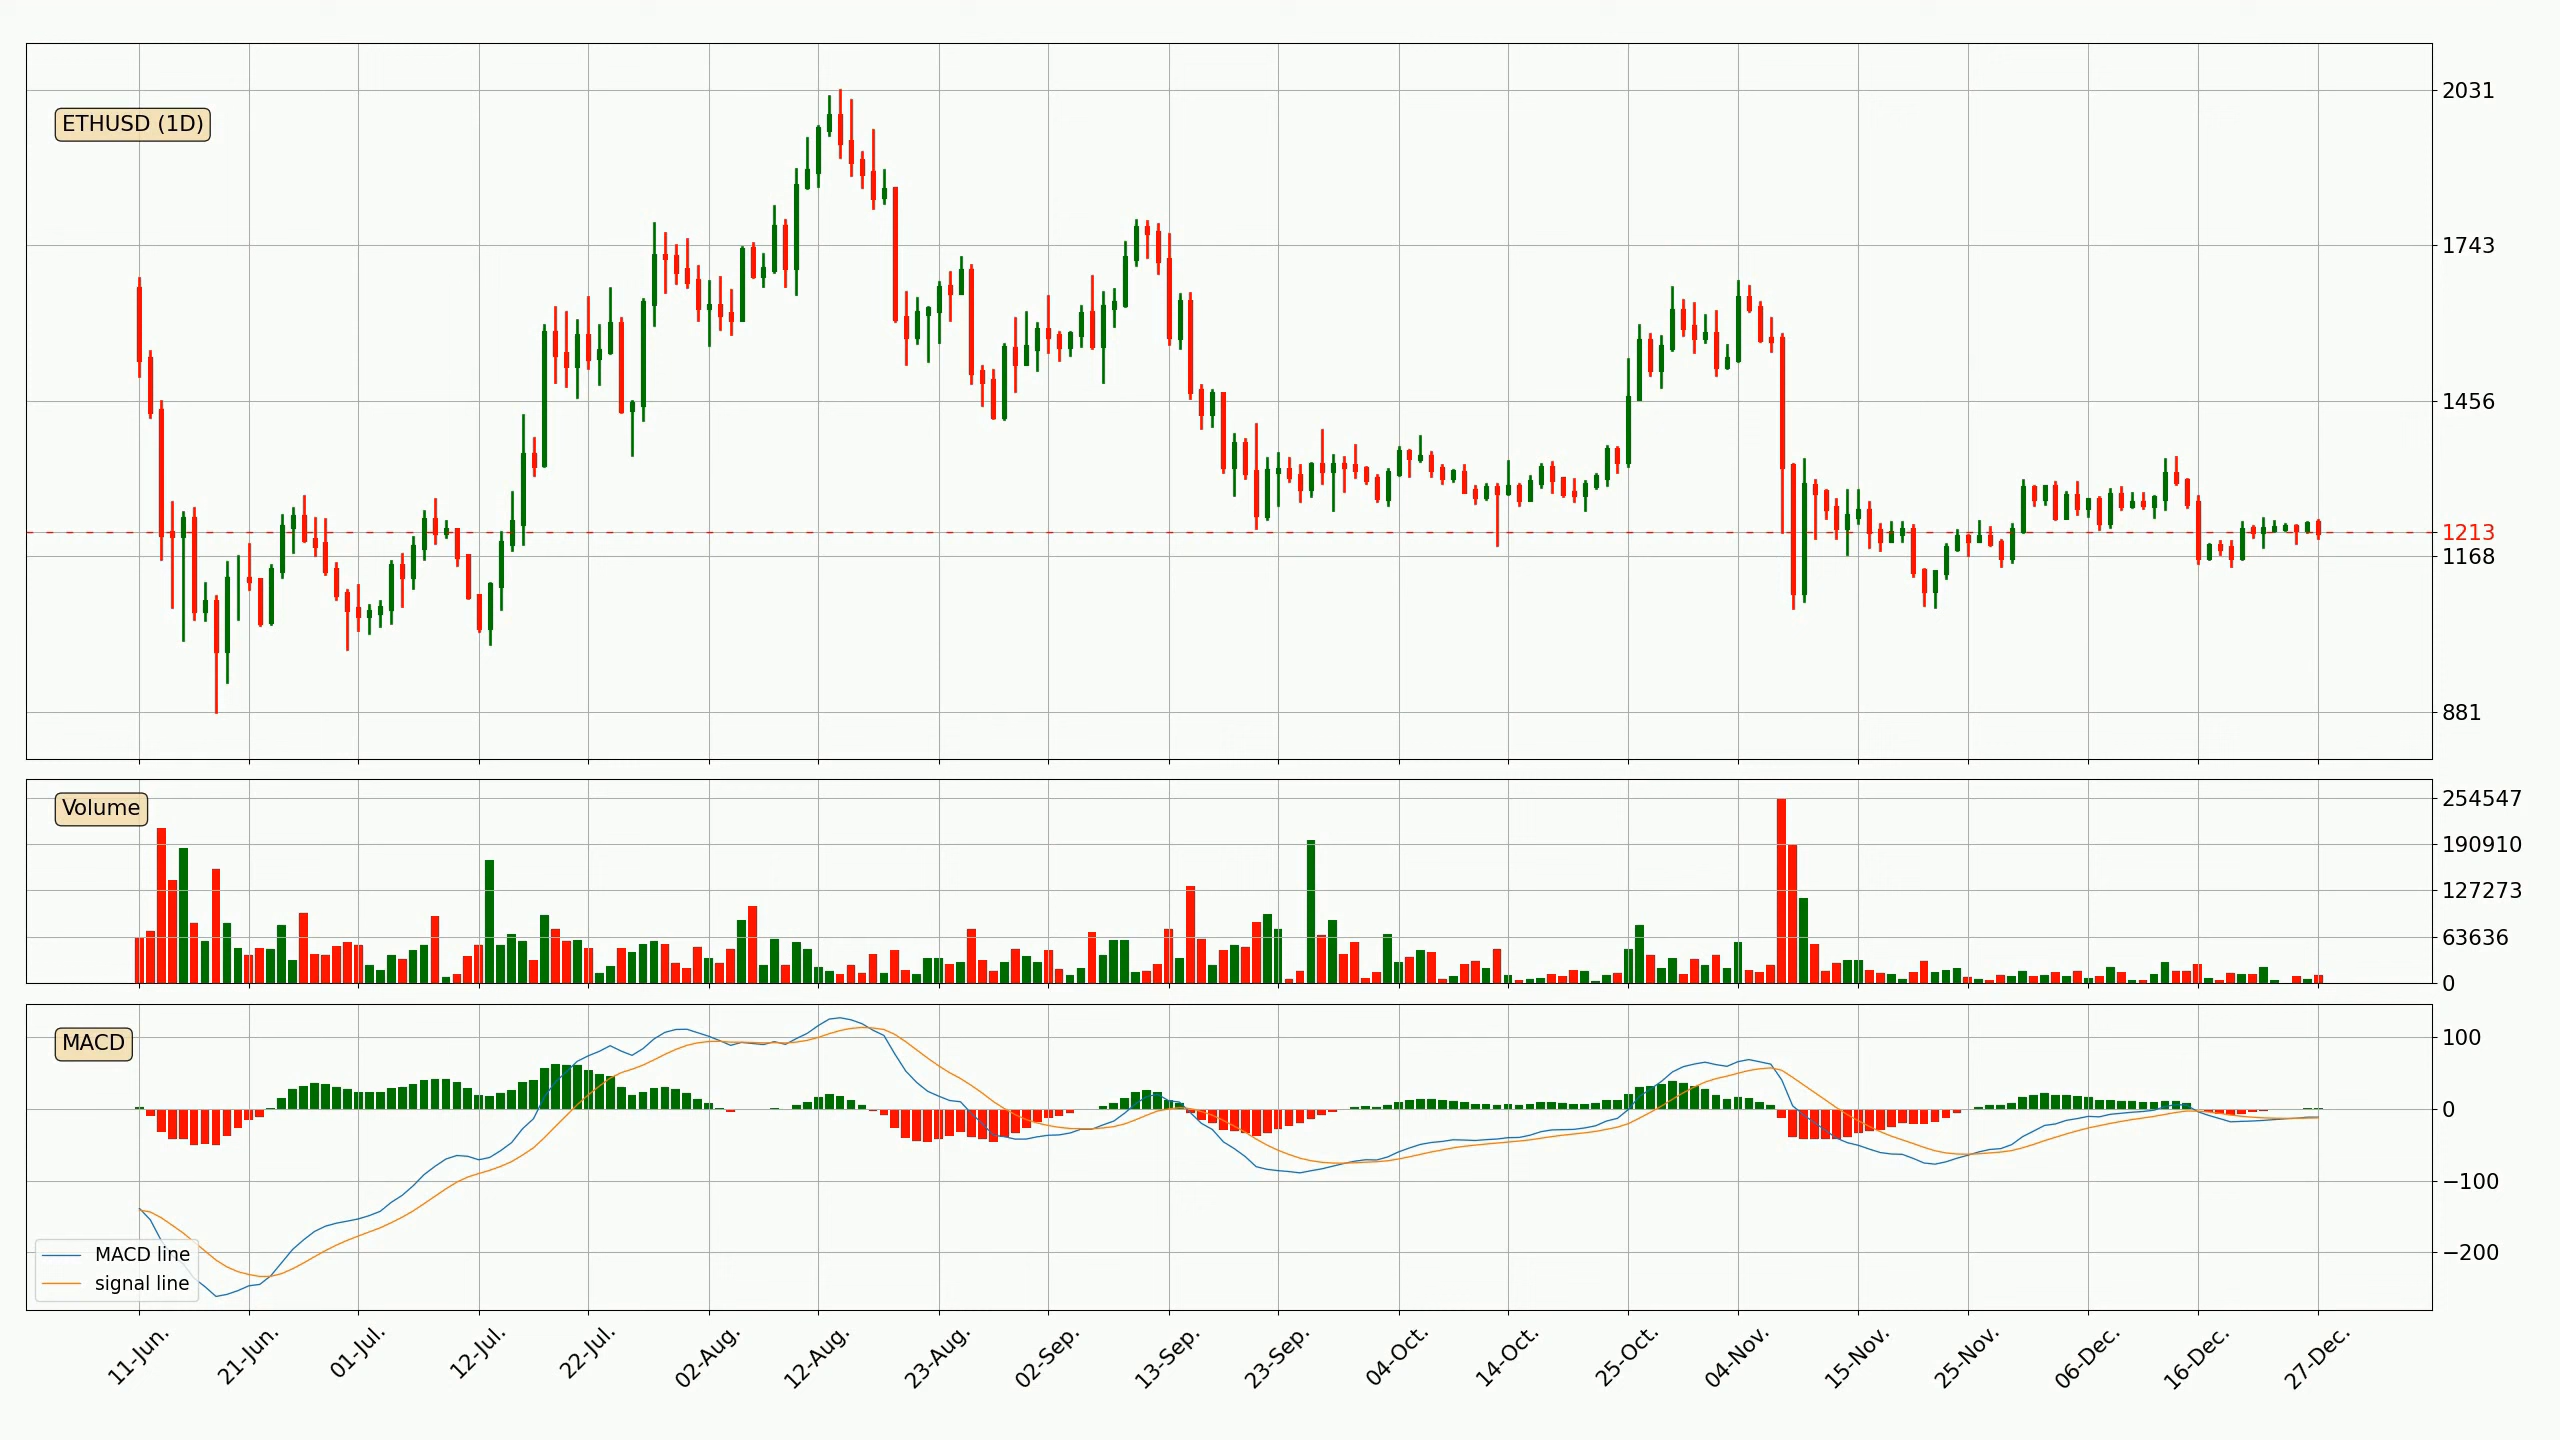 ETHUSD (1D)
2031
1743
1456
1213
1168
881
Volume
254547
190910
127273
63636
0
MACD
100
0
−100
−200
MACD line
signal line
11-Jun.
21-Jun.
01-Jul.
12-Jul.
22-Jul.
02-Aug.
12-Aug.
23-Aug.
02-Sep.
13-Sep.
23-Sep.
04-Oct.
14-Oct.
25-Oct.
04-Nov.
15-Nov.
25-Nov.
06-Dec.
16-Dec.
27-Dec.